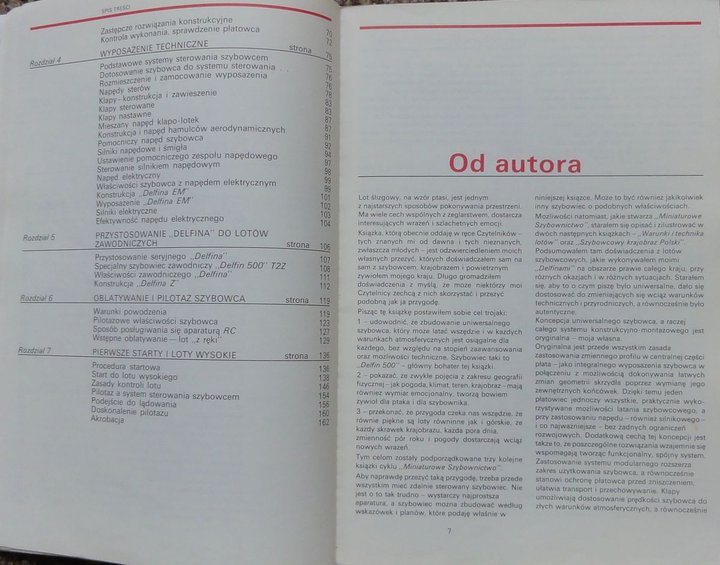 SPIS TREŚCI
Zastępcze rozwiązania konstrukcyjne 70
Kontrola wykonania, sprawdzenie płatowca 72
Rozdział 4 WYPOSAŻENIE TECHNICZNE strona 75
Podstawowe systemy sterowania szybowcem 75
Dotosowanie szybowca do systemu sterowania . . 76
Rozmieszczenie i zamocowanie wyposażenia 76
Napędy sterów 76
Klapy – konstrukcja i zawieszenie 78
Klapy sterowane 83
Klapy nastawne 83
Mieszany napęd klapo-lotek 87
Konstrukcja i napęd hamulców aerodynamicznych 87
Pomocniczy napęd szybowca 91
Silniki napędowe i śmigła 92
Ustawienie pomocniczego zespołu napędowego 94
Sterowanie silnikiem napędowym 97
Napęd elektryczny 98
Właściwości szybowca z napędem elektrycznym 99
Konstrukcja „Delfina EM” 99
Wyposażenie „Delfina EM” 101
Silniki elektryczne 102
Efektywność napędu elektrycznego 103
104
Rozdział 5 PRZYSTOSOWANIE „DELFINA” DO LOTÓW
ZAWODNICZYCH strona 106
Przystosowanie seryjnego „Delfina” 107
Specjalny szybowiec zawodniczy „Delfin 500” T22 108
Właściwości zawodniczego „Delfina” 111
Konstrukcja „Delfina Z” 112
Rozdział 6 OBLATYWANIE I PILOTAŻ SZYBOWCA strona 119
Warunki powodzenia 119
Pilotażowe właściwości szybowca 123
Sposób posługiwania się aparaturą RC 127
Wstępne oblatywanie — lot „z ręki” 129
Rozdział 7 PIERWSZE STARTY I LOTY WYSOKIE strona 136
Procedura startowa 136
Start do lotu wysokiego 138
Zasady kontroli lotu 146
Pilotaż a system sterowania szybowcem 154
Podejście do lądowania 155
Doskonalenie pilotażu 160
Akrobacja 162
Od autora
Lot ślizgowy, na wzór ptasi, jest jednym
z najstarszych sposobów pokonywania przestrzeni.
Ma wiele cech wspólnych z żeglarstwem, dostarcza
interesujących wrażeń i szlachetnych emocji.
Książka, którą obecnie oddaję w ręce Czytelników –
tych znanych mi od dawna i tych nieznanych,
zwłaszcza młodych – jest odzwierciedleniem moich
własnych przeżyć, których doświadczałem sam na
sam z szybowcem, krajobrazem i powietrznym
żywiołem mojego kraju. Długo gromadziłem
doświadczenia z myślą, że może niektórzy moi
Czytelnicy zechcą z nich skorzystać i przeżyć
podobną jak ja przygodę.
Pisząc tę książkę postawiłem sobie cel trojaki:
1 – udowodnić, że zbudowanie uniwersalnego
szybowca, który może latać wszędzie i w każdych
warunkach atmosferycznych jest osiągalne dla
każdego, bez względu na stopień zaawansowania
oraz możliwości techniczne. Szybowiec taki to
„Delfin 500” – główny bohater tej książki.
2 – pokazać, że zwykłe pojęcia z zakresu geografii
fizycznej – jak pogoda, klimat, teren, krajobraz – mają
również wymiar emocjonalny, tworzą bowiem
żywioł dla ptaka i dla szybownika.
3 – przekonać, że przygoda czeka nas wszędzie, że
równie piękne są loty równinne jak i górskie, że
każdy skrawek krajobrazu, każda pora dnia,
zmienność pór roku i pogody dostarczają wciąż
nowych wrażeń.
Tym celom zostały podporządkowane trzy kolejne
książki cyklu „Miniaturowe Szybownictwo”.
Aby naprawdę przeżyć taką przygodę, trzeba przede
wszystkim mieć zdalnie sterowany szybowiec. Nie
jest o to tak trudno – wystarczy najprostsza
aparatura, a szybowiec można zbudować według
wskazówek i planów, które podaję właśnie w
niniejszej książce. Może to być również jakikolwiek
inny szybowiec o podobnych właściwościach.
Możliwości natomiast, jakie stwarza „Miniaturowe
Szybownictwo”, starałem się opisać i zilustrować w
dwóch następnych książkach – „Warunki i technika
lotów” oraz „Szybowcowy krajobraz Polski”.
Podsumowałem tam doświadczenia z lotów
szybowcowych, jakie wykonywałem moimi
„Delfinami” na obszarze prawie całego kraju, przy
różnych okazjach i w różnych sytuacjach. Starałem
się, aby to o czym piszę było uniwersalne, dało się
dostosować do zmieniających się wciąż warunków
technicznych i przyrodniczych, a równocześnie było
autentyczne.
Koncepcja uniwersalnego szybowca, a raczej
całego systemu konstrukcyjno-montażowego jest
oryginalna – moja własna.
Oryginalna jest przede wszystkim zasada
zastosowania zmiennego profilu w centralnej części
płata – jako integralnego wyposażenia szybowca w
połączeniu z możliwością dokonywania łatwych
zmian geometrii skrzydła poprzez wymianę jego
zewnętrznych końcówek. Dzięki temu jeden
płatowiec jednoczy wszystkie, praktycznie wyko-
rzystywane możliwości latania szybowcowego, a
przy zastosowaniu napędu – również silnikowego –
i co najważniejsze – bez żadnych ograniczeń
rozwojowych. Dodatkową cechą tej koncepcji jest
także to, że poszczególne rozwiązania wzajemnie się
wspomagają tworząc funkcjonalny, spójny system.
Zastosowanie systemu modularnego rozszerza
zakres użytkowania szybowca, a równocześnie
stanowi ochronę płatowca przed zniszczeniem,
ułatwia transport i przechowywanie. Klapy
umożliwiają dostosowanie prędkości szybowca do
złych warunków atmosferycznych, a równocześnie
7